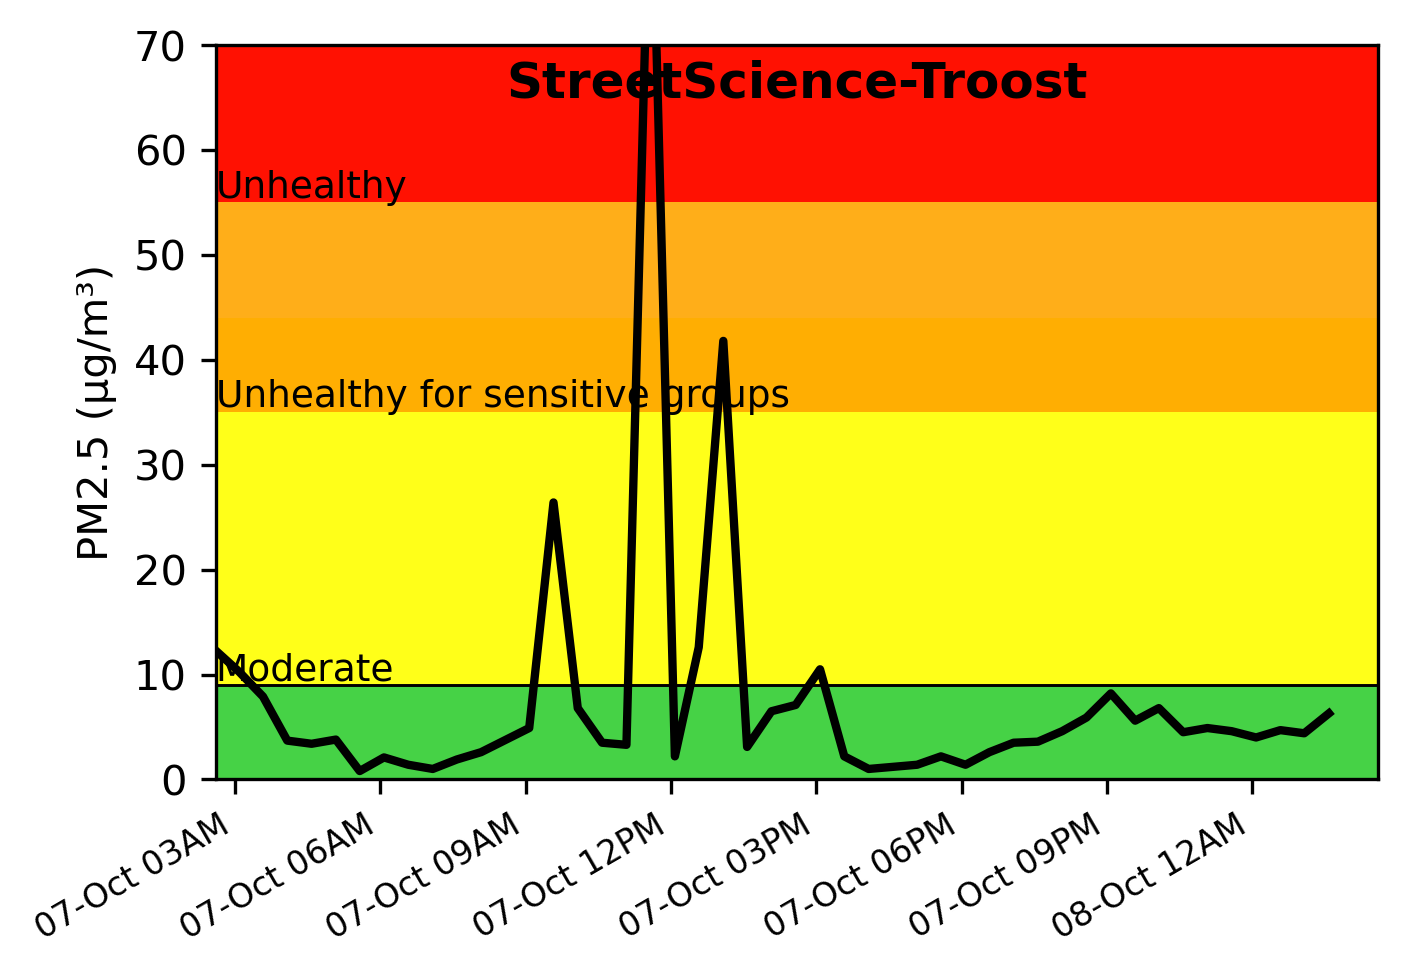 StreetScience-Troost
PM2.5 (µg/m³)
70
60
Unhealthy
50
40
Unhealthy for sensitive groups
30
20
10
Moderate
0
07-Oct 03AM
07-Oct 06AM
07-Oct 09AM
07-Oct 12PM
07-Oct 03PM
07-Oct 06PM
07-Oct 09PM
08-Oct 12AM